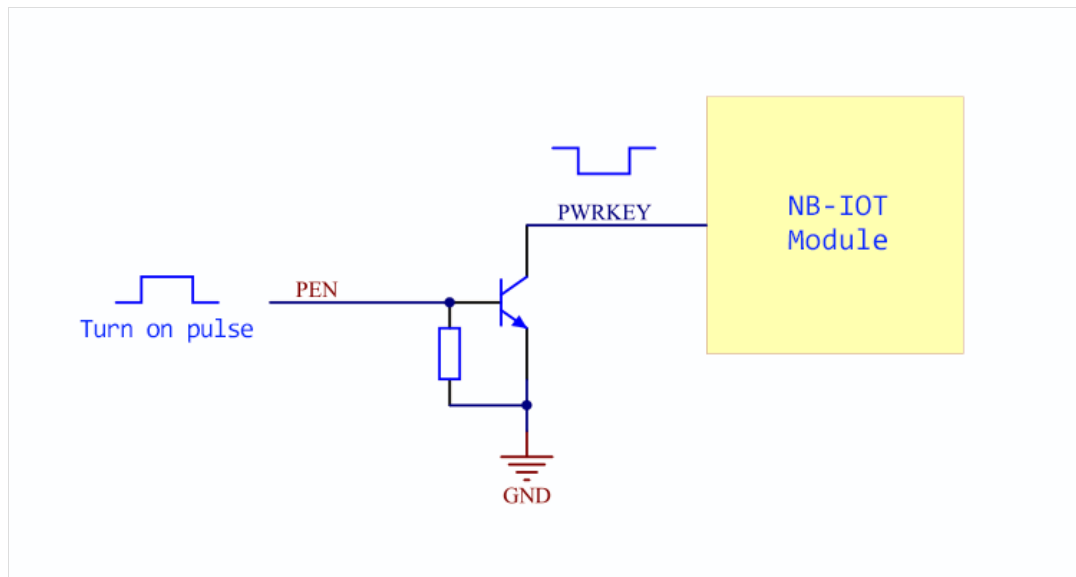 PWRKEY
NB-IOT
Module
PEN
Turn on pulse
GND